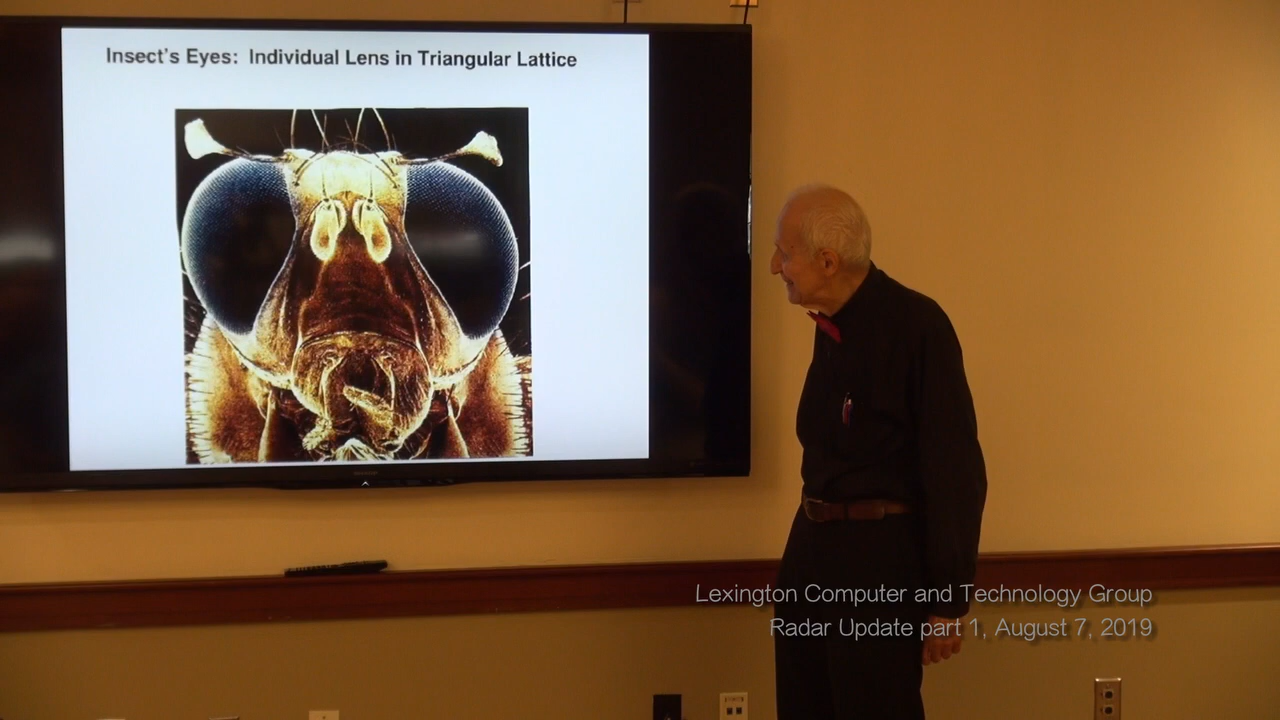 Insect's Eyes: Individual Lens in Triangular Lattice
Lexington Computer and Technology Group
Radar Update part 1, August 7, 2019